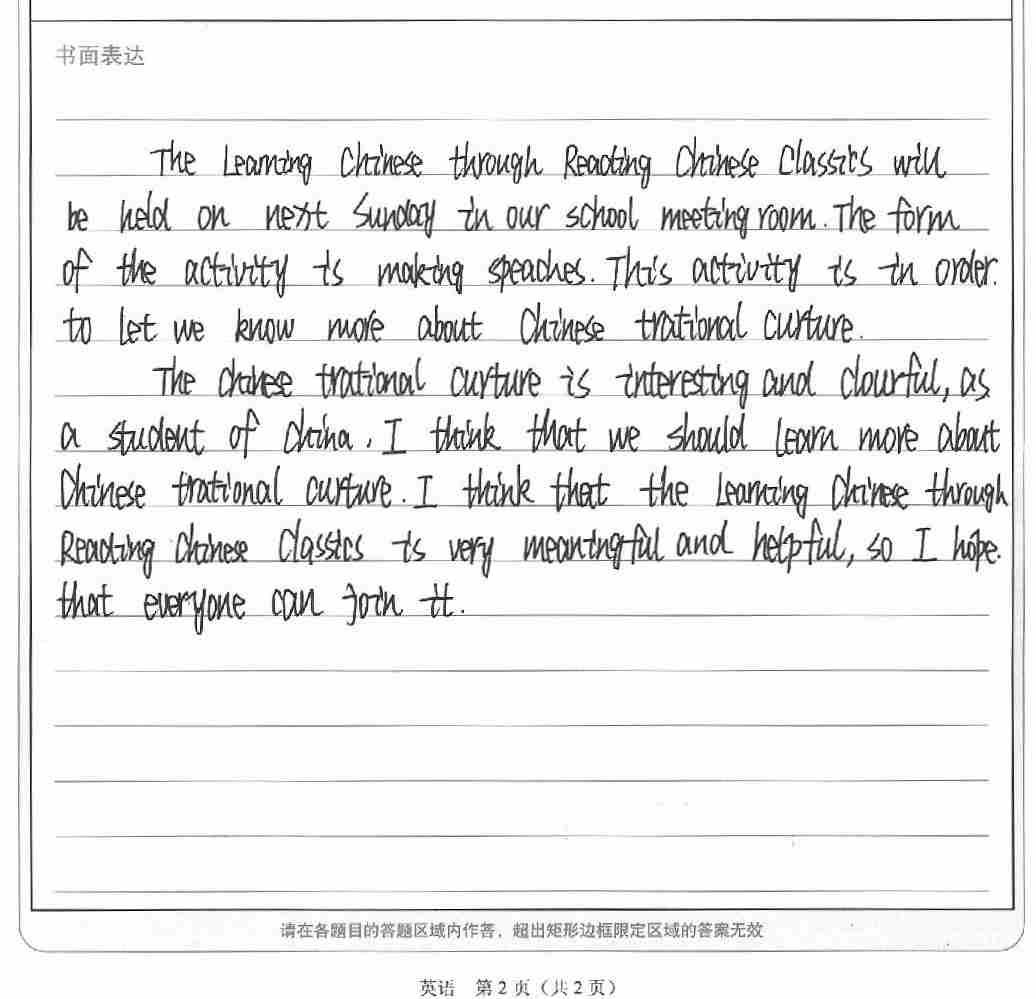 书面表达
The Learning Chinese through Reading Chinese Classics will
be held on next Sunday in our school meeting room. The form
of the activity is making speaches. This activity is in order.
to let we know more about Chinese trational curture.
The chinese trational curture is interesting and clourful, as
a student of china, I think that we should learn more about
Chinese trational curture. I think that the Learning Chinese through
Reading Chinese Classics is very meaningful and helpful, so I hope.
that everyone can join it.
请在各题目的答题区域内作答，超出矩形边框限定区域的答案无效
英语 第 2 页（共 2 页）